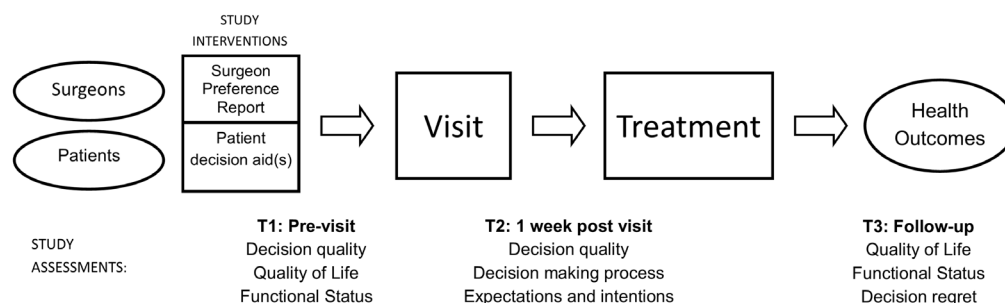 STUDY
INTERVENTIONS
Surgeons
Surgeon
Preference
Report
Patients
Patient
decision aid(s)
Visit
Treatment
Health
Outcomes
STUDY
ASSESSMENTS:
T1: Pre-visit
Decision quality
Quality of Life
Functional Status
T2: 1 week post visit
Decision quality
Decision making process
Expectations and intentions
T3: Follow-up
Quality of Life
Functional Status
Decision regret